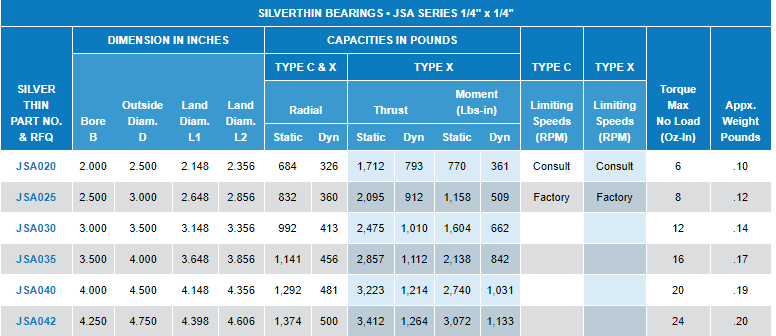 SILVERTHIN BEARINGS • JSA SERIES 1/4" x 1/4"
SILVER THIN PART NO. & RFQ DIMENSION IN INCHES CAPACITIES IN POUNDS
TYPE C & X TYPE X TYPE C TYPE X
Bore B Outside Diam. D Land Diam. L1 Land Diam. L2 Radial Thrust Moment (Lbs-in) Limiting Speeds (RPM) Limiting Speeds (RPM) Torque Max No Load (Oz-In) Appx. Weight Pounds
Static Dyn Static Dyn Static Dyn
JSA020 2.000 2.500 2.148 2.356 684 326 1,712 793 770 361 Consult Consult 6 .10
JSA025 2.500 3.000 2.648 2.856 832 360 2,095 912 1,158 509 Factory Factory 8 .12
JSA030 3.000 3.500 3.148 3.356 992 413 2,475 1,010 1,604 662 12 .14
JSA035 3.500 4.000 3.648 3.856 1,141 456 2,857 1,112 2,138 842 16 .17
JSA040 4.000 4.500 4.148 4.356 1,292 481 3,223 1,214 2,740 1,031 20 .19
JSA042 4.250 4.750 4.398 4.606 1,374 500 3,412 1,264 3,072 1,133 24 .20